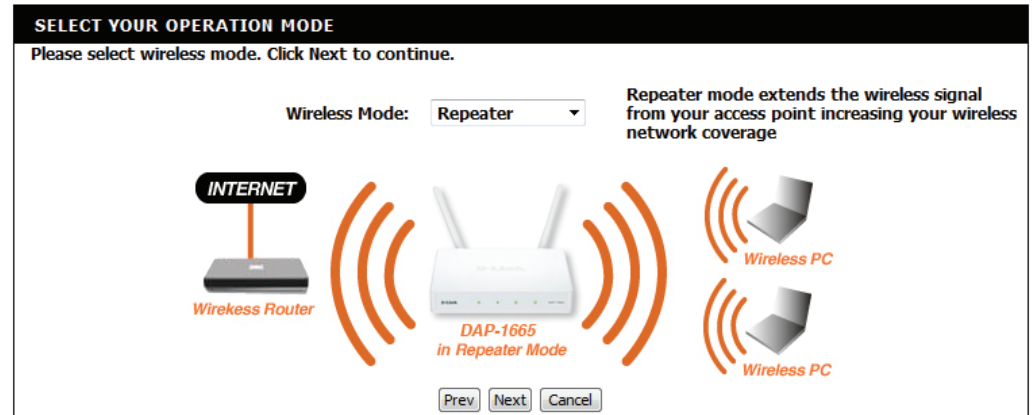 SELECT YOUR OPERATION MODE
Please select wireless mode. Click Next to continue.
Wireless Mode:
Repeater
Repeater mode extends the wireless signal
from your access point increasing your wireless
network coverage
INTERNET
Wirekess Router
D-Link
DAP-1665
in Repeater Mode
Wireless PC
Wireless PC
Prev
Next
Cancel